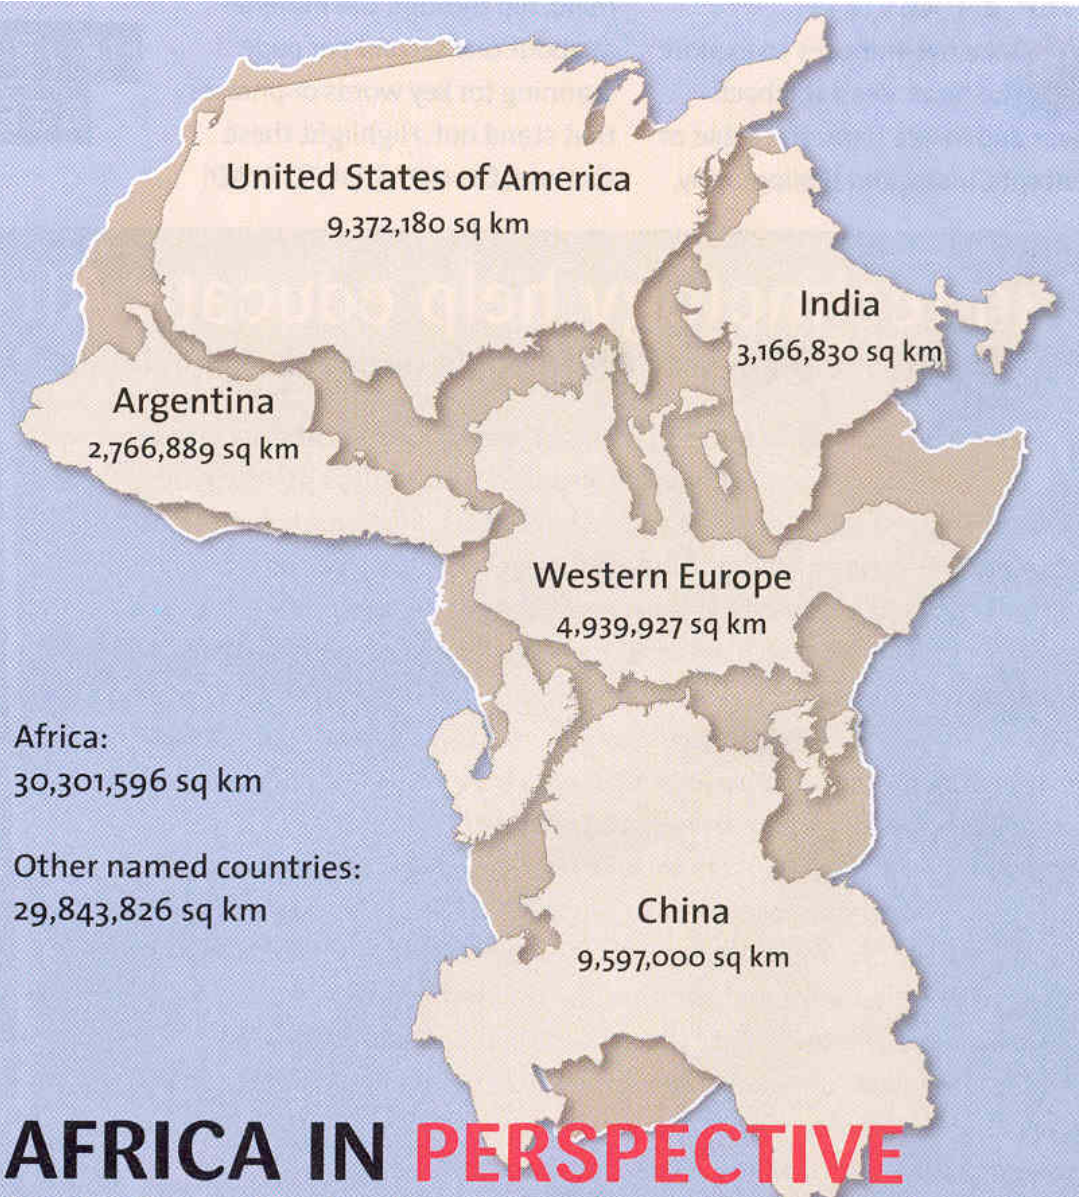 United States of America
9,372,180 sq km
India
3,166,830 sq km
Argentina
2,766,889 sq km
Western Europe
4,939,927 sq km
Africa:
30,301,596 sq km
Other named countries:
29,843,826 sq km
China
9,597,000 sq km
AFRICA IN PERSPECTIVE